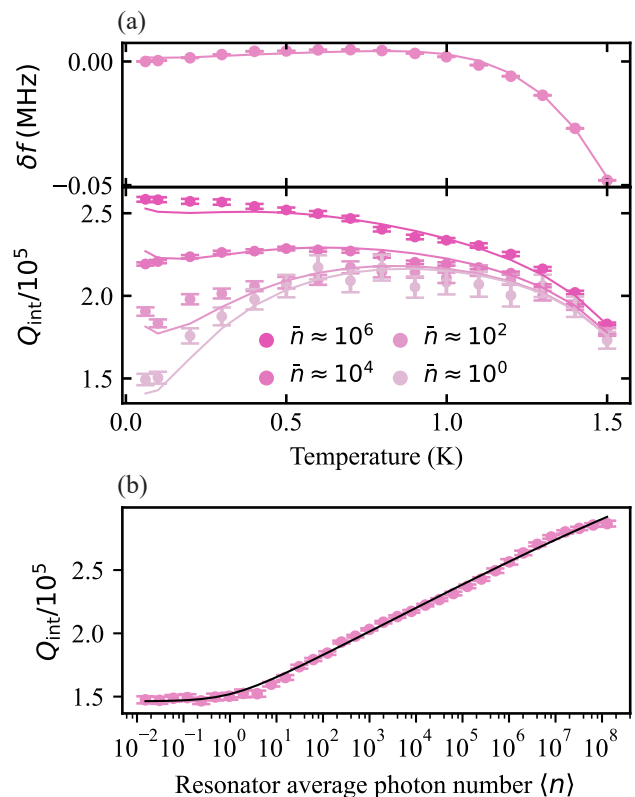 (a)
δf (MHz)
0.00
−0.05
Q_int/10^5
2.5
2.0
1.5
n̄ ≈ 10^6
n̄ ≈ 10^2
n̄ ≈ 10^4
n̄ ≈ 10^0
0.0 0.5 1.0 1.5
Temperature (K)
(b)
Q_int/10^5
2.5
2.0
1.5
10^−2 10^−1 10^0 10^1 10^2 10^3 10^4 10^5 10^6 10^7 10^8
Resonator average photon number ⟨n⟩